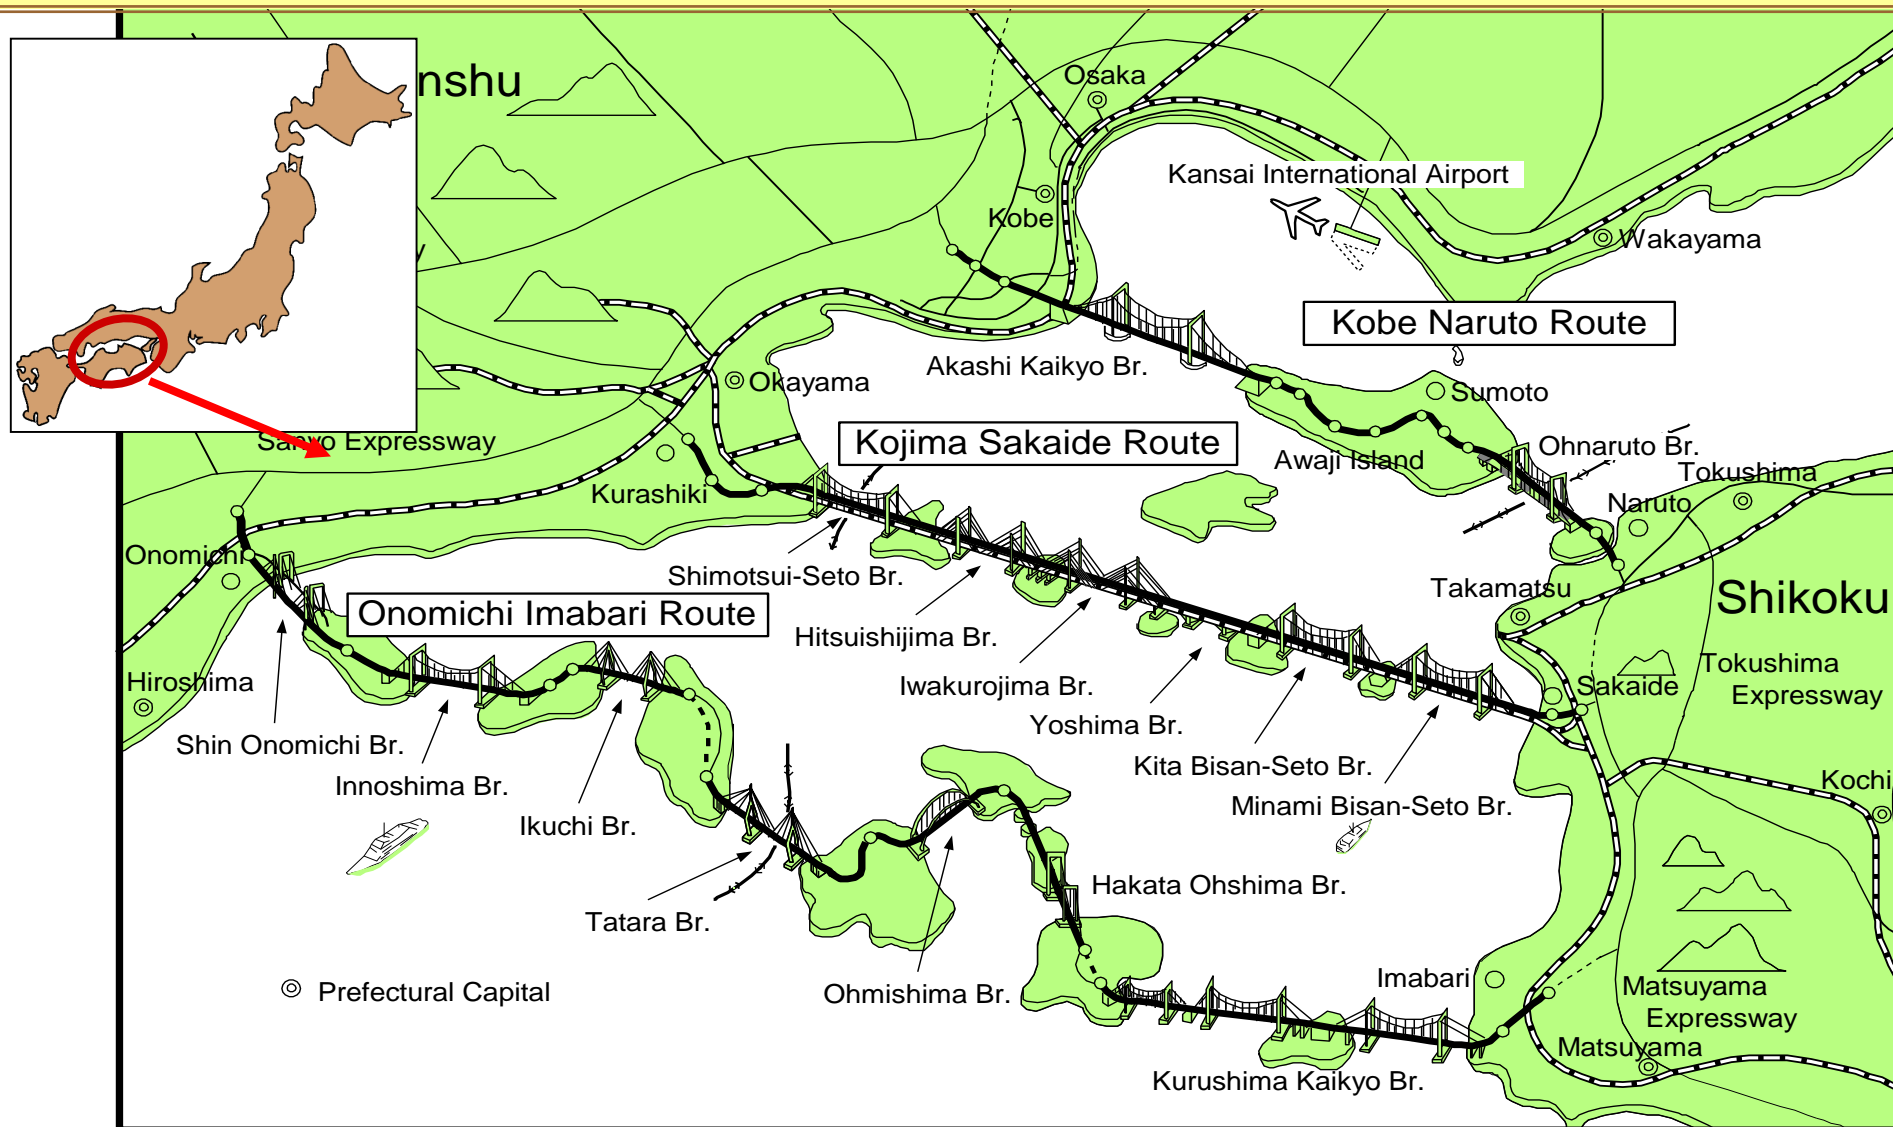 nshu
Osaka
Kansai International Airport
Kobe
Wakayama
Kobe Naruto Route
Akashi Kaikyo Br.
Okayama
Sumoto
Kojima Sakaide Route
Sanyo Expressway
Awaji Island
Ohnaruto Br.
Tokushima
Kurashiki
Naruto
Onomichi
Shimotsui-Seto Br.
Takamatsu
Shikoku
Onomichi Imabari Route
Hitsuishijima Br.
Hiroshima
Iwakurojima Br.
Sakaide
Tokushima
Expressway
Yoshima Br.
Shin Onomichi Br.
Kita Bisan-Seto Br.
Innoshima Br.
Minami Bisan-Seto Br.
Kochi
Ikuchi Br.
Hakata Ohshima Br.
Tatara Br.
Imabari
Prefectural Capital
Ohmishima Br.
Matsuyama
Expressway
Matsuyama
Kurushima Kaikyo Br.